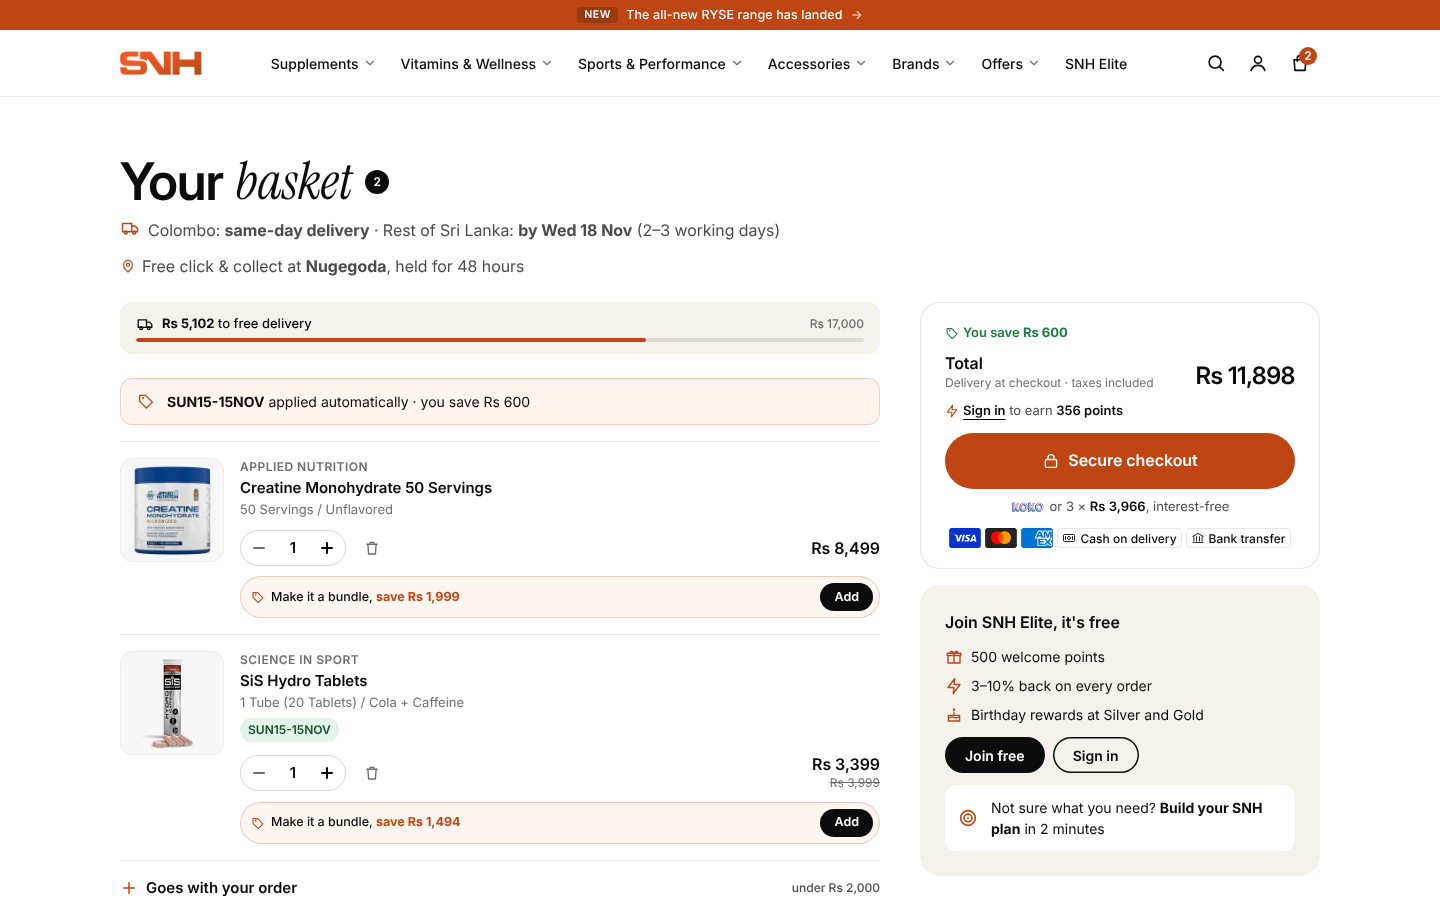 NEW The all-new RYSE range has landed →
SNH
Supplements
Vitamins & Wellness
Sports & Performance
Accessories
Brands
Offers
SNH Elite
2
Your basket 2
Colombo: same-day delivery · Rest of Sri Lanka: by Wed 18 Nov (2–3 working days)
Free click & collect at Nugegoda, held for 48 hours
Rs 5,102 to free delivery
Rs 17,000
SUN15-15NOV applied automatically · you save Rs 600
APPLIED NUTRITION
Creatine Monohydrate 50 Servings
50 Servings / Unflavored
CREATINE
MONOHYDRATE
MICRONIZED
1
Rs 8,499
Make it a bundle, save Rs 1,999
Add
SCIENCE IN SPORT
SiS Hydro Tablets
1 Tube (20 Tablets) / Cola + Caffeine
SUN15-15NOV
SiS
HYDRO
1
Rs 3,399
Rs 3,999
Make it a bundle, save Rs 1,494
Add
Goes with your order
under Rs 2,000
You save Rs 600
Total
Delivery at checkout · taxes included
Rs 11,898
Sign in to earn 356 points
Secure checkout
KOKO or 3 × Rs 3,966, interest-free
VISA
AMEX
Cash on delivery
Bank transfer
Join SNH Elite, it's free
500 welcome points
3–10% back on every order
Birthday rewards at Silver and Gold
Join free
Sign in
Not sure what you need? Build your SNH
plan in 2 minutes